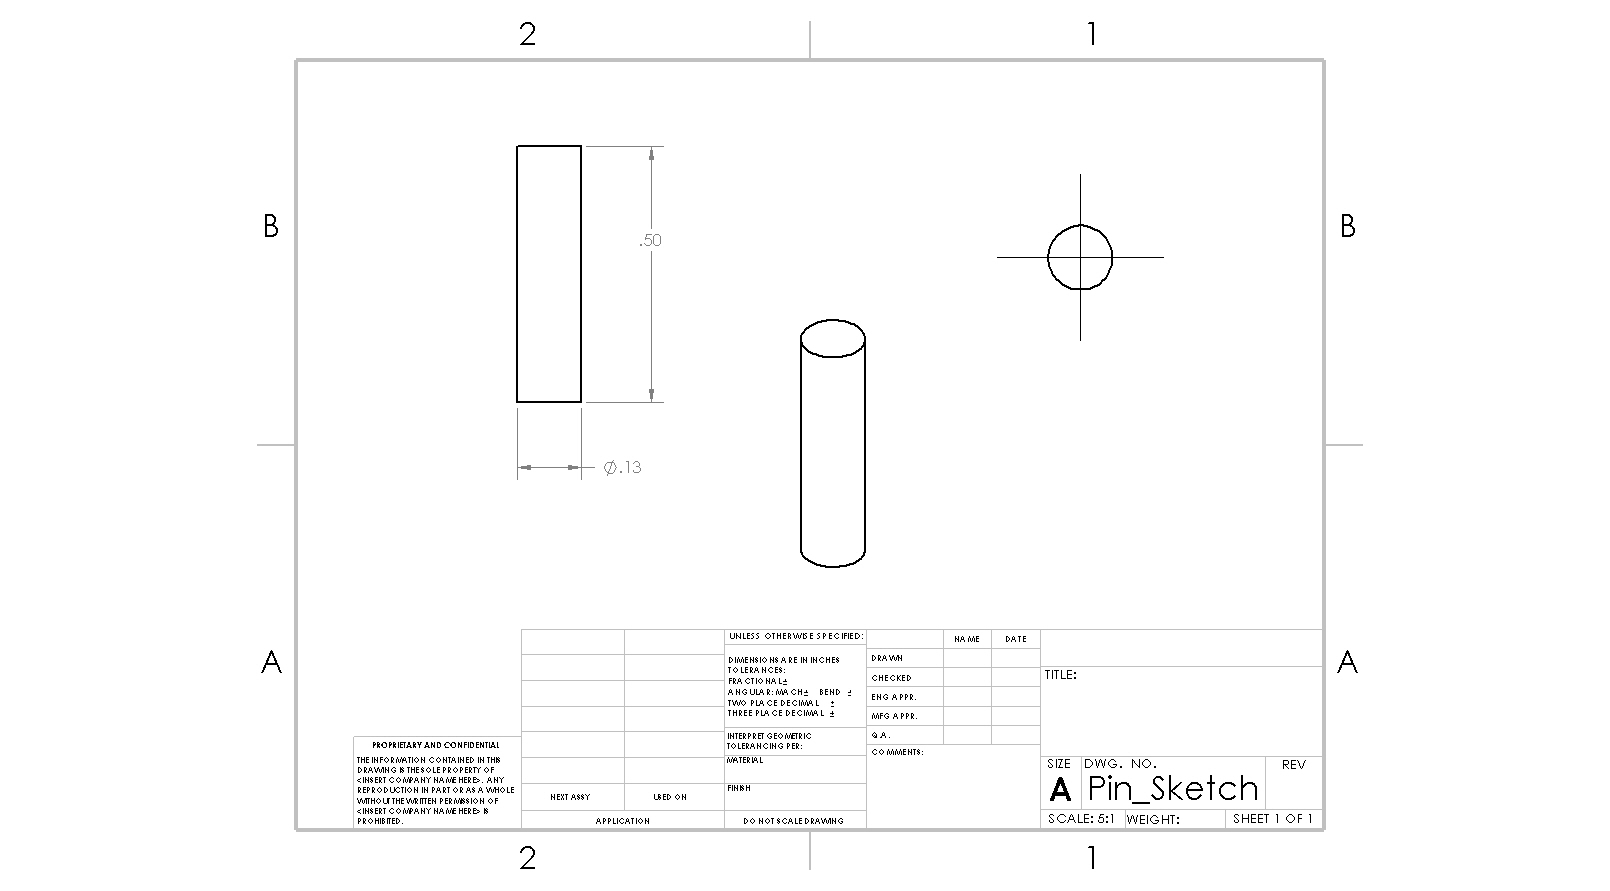 2 1
B B
.50
⌀.13
A A
UNLESS OTHERWISE SPECIFIED:
DIMENSIONS ARE IN INCHES
TOLERANCES:
FRACTIONAL±
ANGULAR: MACH± BEND ±
TWO PLACE DECIMAL ±
THREE PLACE DECIMAL ±
INTERPRET GEOMETRIC
TOLERANCING PER:
MATERIAL
FINISH
DO NOT SCALE DRAWING
NAME DATE
DRAWN
CHECKED
ENG APPR.
MFG APPR.
Q.A.
COMMENTS:
TITLE:
SIZE DWG. NO. REV
A Pin_Sketch
SCALE: 5:1 WEIGHT: SHEET 1 OF 1
PROPRIETARY AND CONFIDENTIAL
THE INFORMATION CONTAINED IN THIS
DRAWING IS THE SOLE PROPERTY OF
<INSERT COMPANY NAME HERE>. ANY
REPRODUCTION IN PART OR AS A WHOLE
WITHOUT THE WRITTEN PERMISSION OF
<INSERT COMPANY NAME HERE> IS
PROHIBITED.
NEXT ASSY USED ON
APPLICATION
2 1